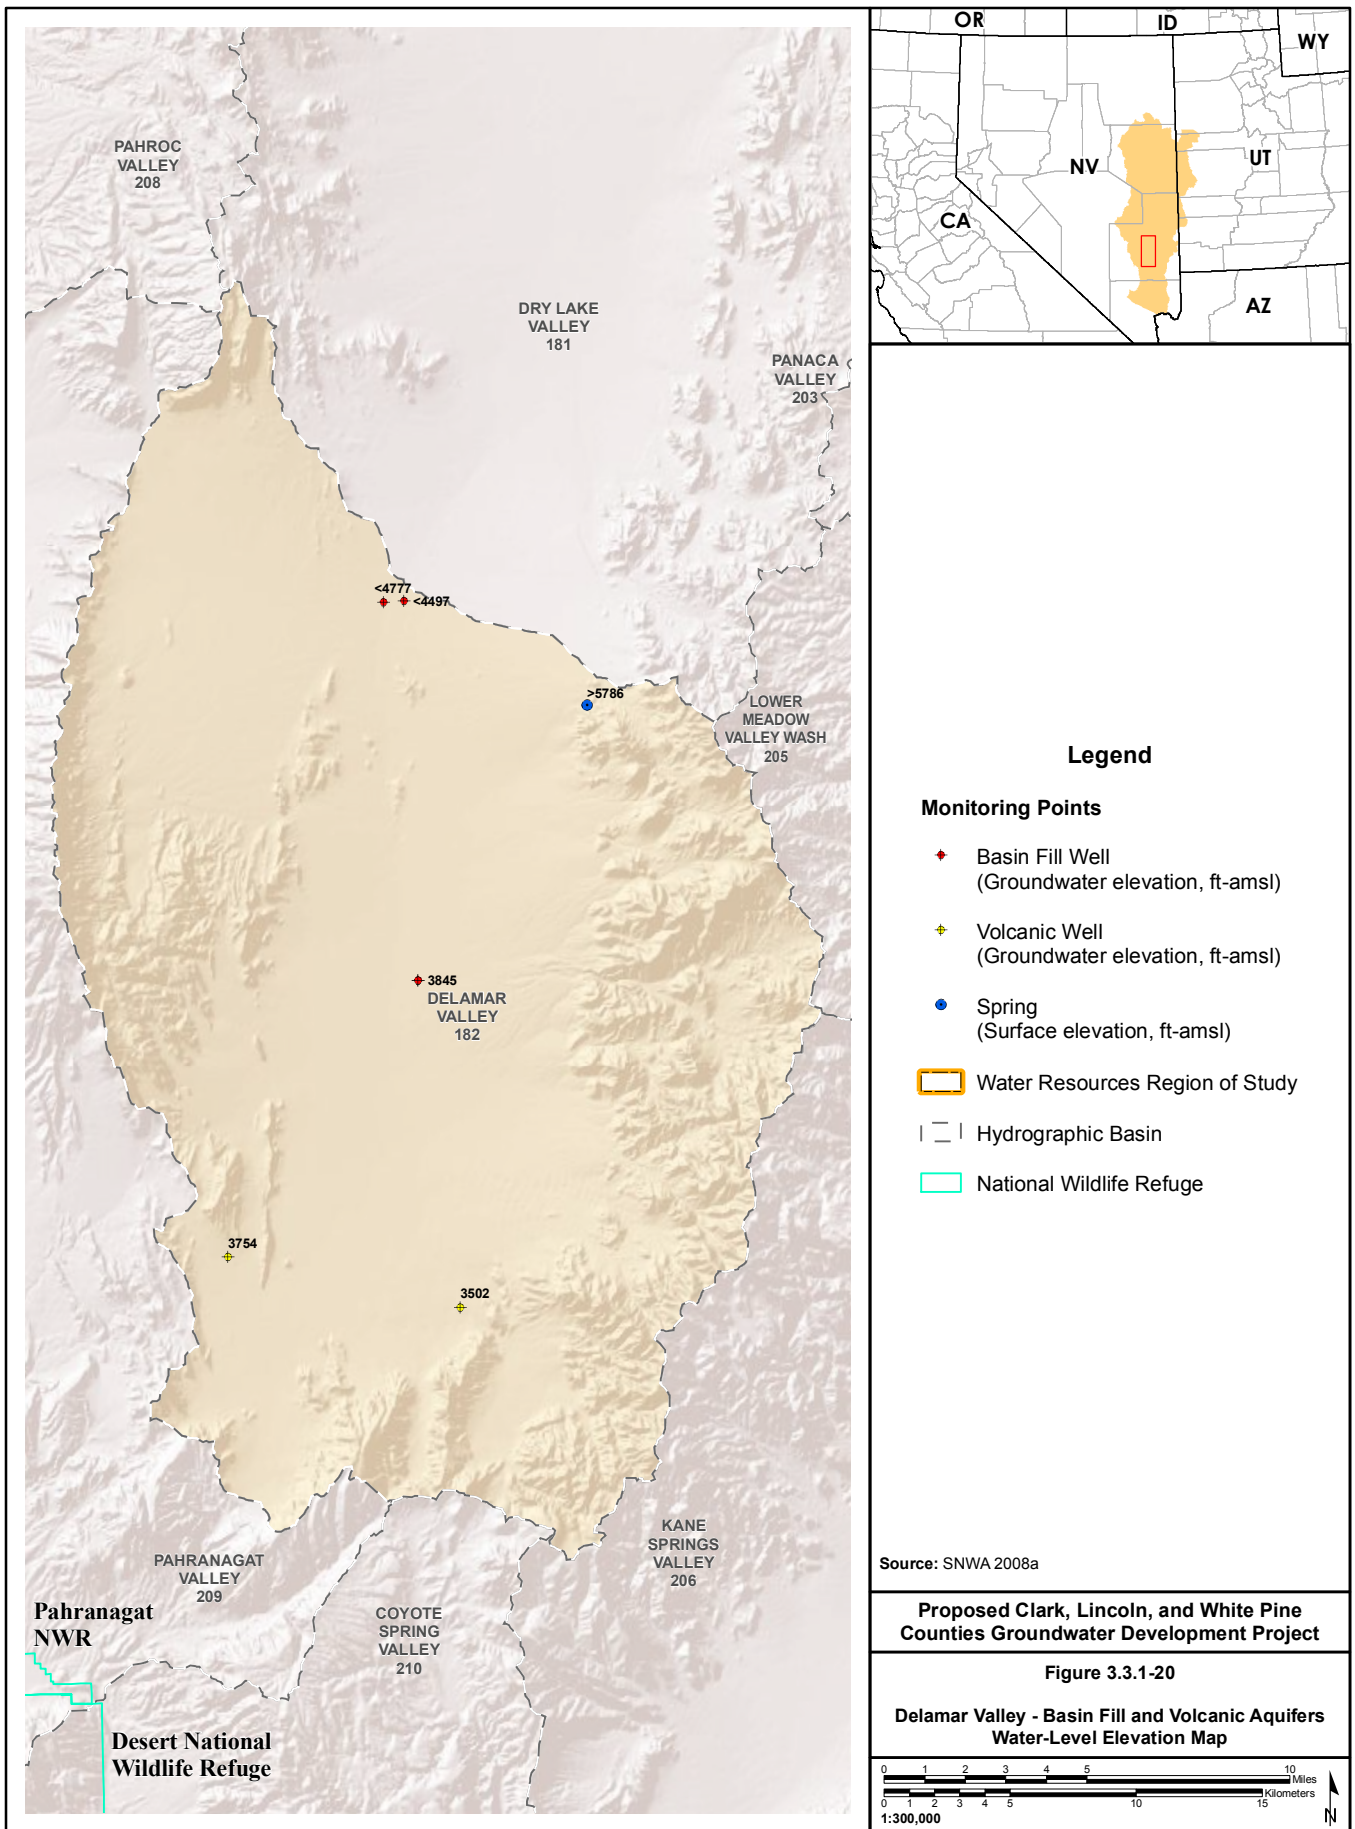 PAHROC
VALLEY
208
DRY LAKE
VALLEY
181
PANACA
VALLEY
203
<4777
<4497
>5786
LOWER
MEADOW
VALLEY WASH
205
3845
DELAMAR
VALLEY
182
3754
3502
PAHRANAGAT
VALLEY
209
KANE
SPRINGS
VALLEY
206
COYOTE
SPRING
VALLEY
210
Pahranagat
NWR
Desert National
Wildlife Refuge
OR
ID
WY
NV
UT
CA
AZ
Legend
Monitoring Points
Basin Fill Well
(Groundwater elevation, ft-amsl)
Volcanic Well
(Groundwater elevation, ft-amsl)
Spring
(Surface elevation, ft-amsl)
Water Resources Region of Study
Hydrographic Basin
National Wildlife Refuge
Source: SNWA 2008a
Proposed Clark, Lincoln, and White Pine
Counties Groundwater Development Project
Figure 3.3.1-20
Delamar Valley - Basin Fill and Volcanic Aquifers
Water-Level Elevation Map
0 1 2 3 4 5 10
Miles
Kilometers
0 1 2 3 4 5 10 15
1:300,000
N